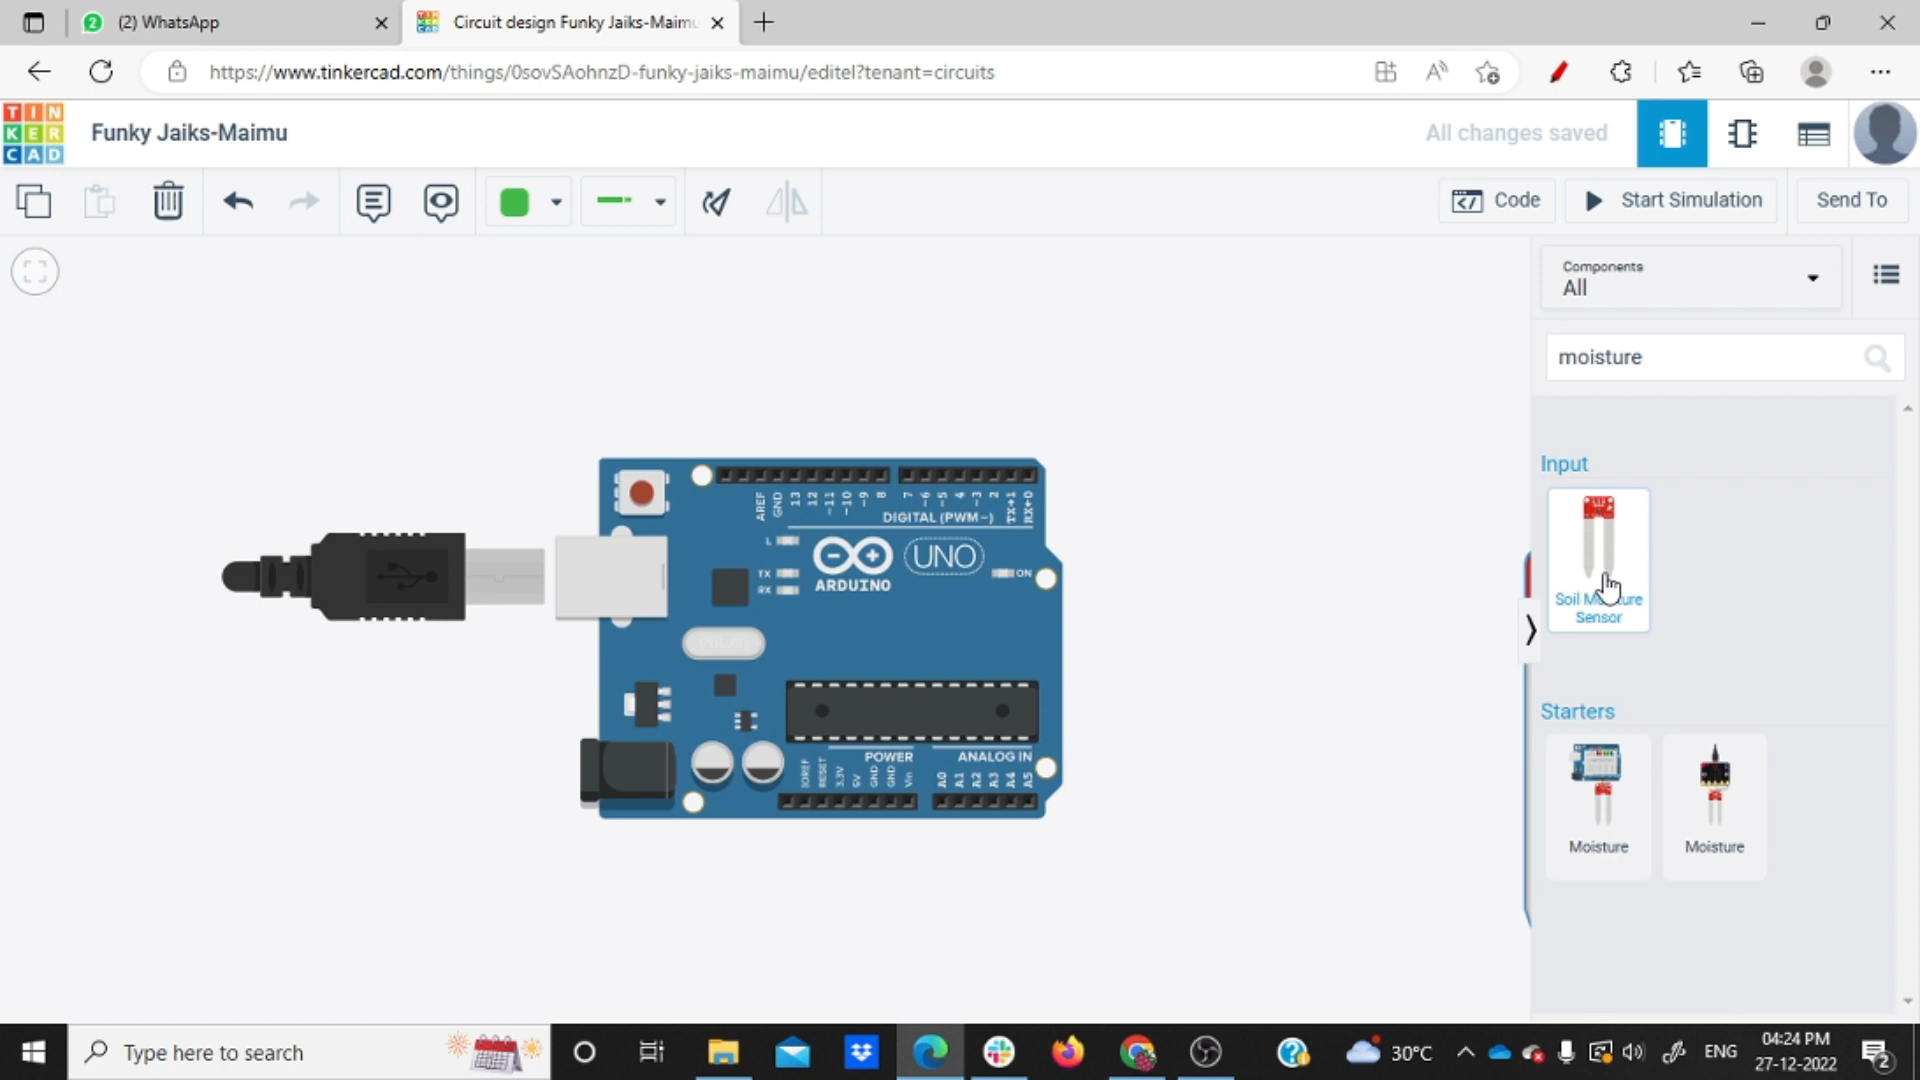 (2) WhatsApp
Circuit design Funky Jaiks-Maimu
https://www.tinkercad.com/things/0sovSAohnzD-funky-jaiks-maimu/editel?tenant=circuits
TIN
KER
CAD
Funky Jaiks-Maimu
All changes saved
Code
Start Simulation
Send To
Components
All
moisture
Input
Soil Moisture
Sensor
Starters
Moisture
Moisture
AREF
GND
13
12
~11
~10
~9
8
7
~6
~5
4
~3
2
TX→1
RX←0
DIGITAL (PWM~)
L
TX
RX
ARDUINO
UNO
ON
POWER
ANALOG IN
IOREF
RESET
3.3V
5V
GND
GND
Vin
A0
A1
A2
A3
A4
A5
Type here to search
30°C
ENG
04:24 PM
27-12-2022
2